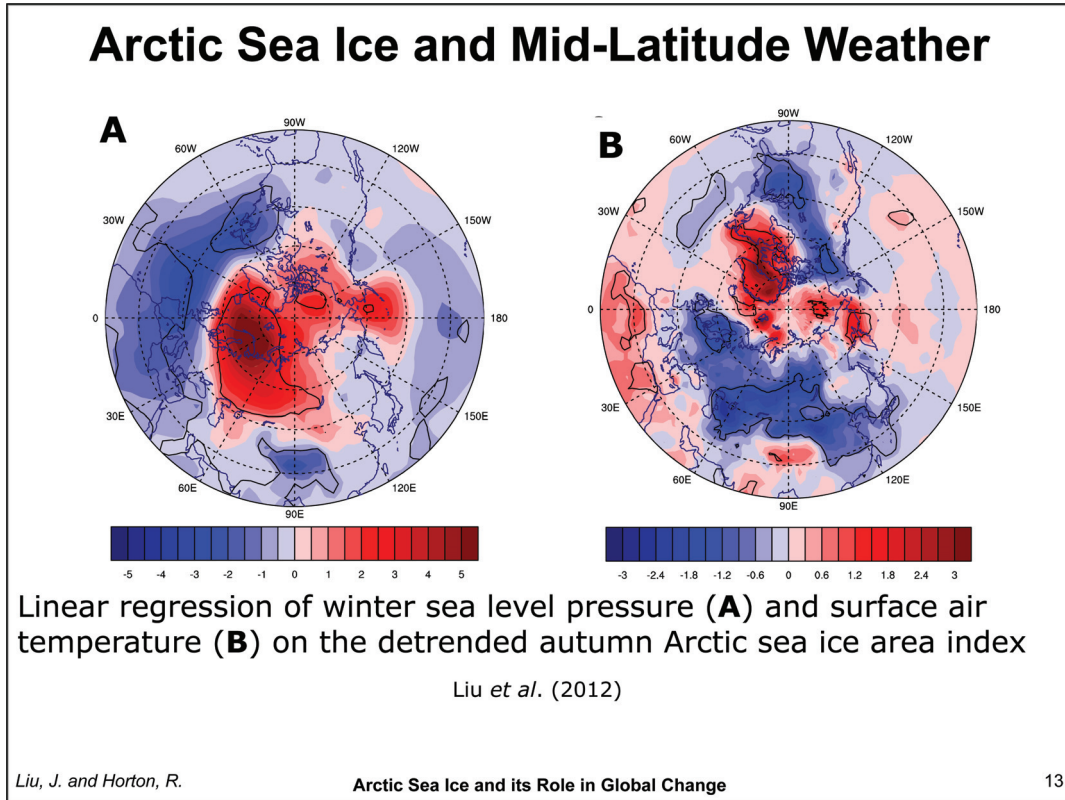 Arctic Sea Ice and Mid-Latitude Weather
A
90W
60W
120W
30W
150W
0
180
30E
150E
60E
120E
90E
-5 -4 -3 -2 -1 0 1 2 3 4 5
B
90W
60W
120W
30W
150W
0
180
30E
150E
60E
120E
90E
-3 -2.4 -1.8 -1.2 -0.6 0 0.6 1.2 1.8 2.4 3
Linear regression of winter sea level pressure (A) and surface air
temperature (B) on the detrended autumn Arctic sea ice area index
Liu et al. (2012)
Liu, J. and Horton, R.
Arctic Sea Ice and its Role in Global Change
13